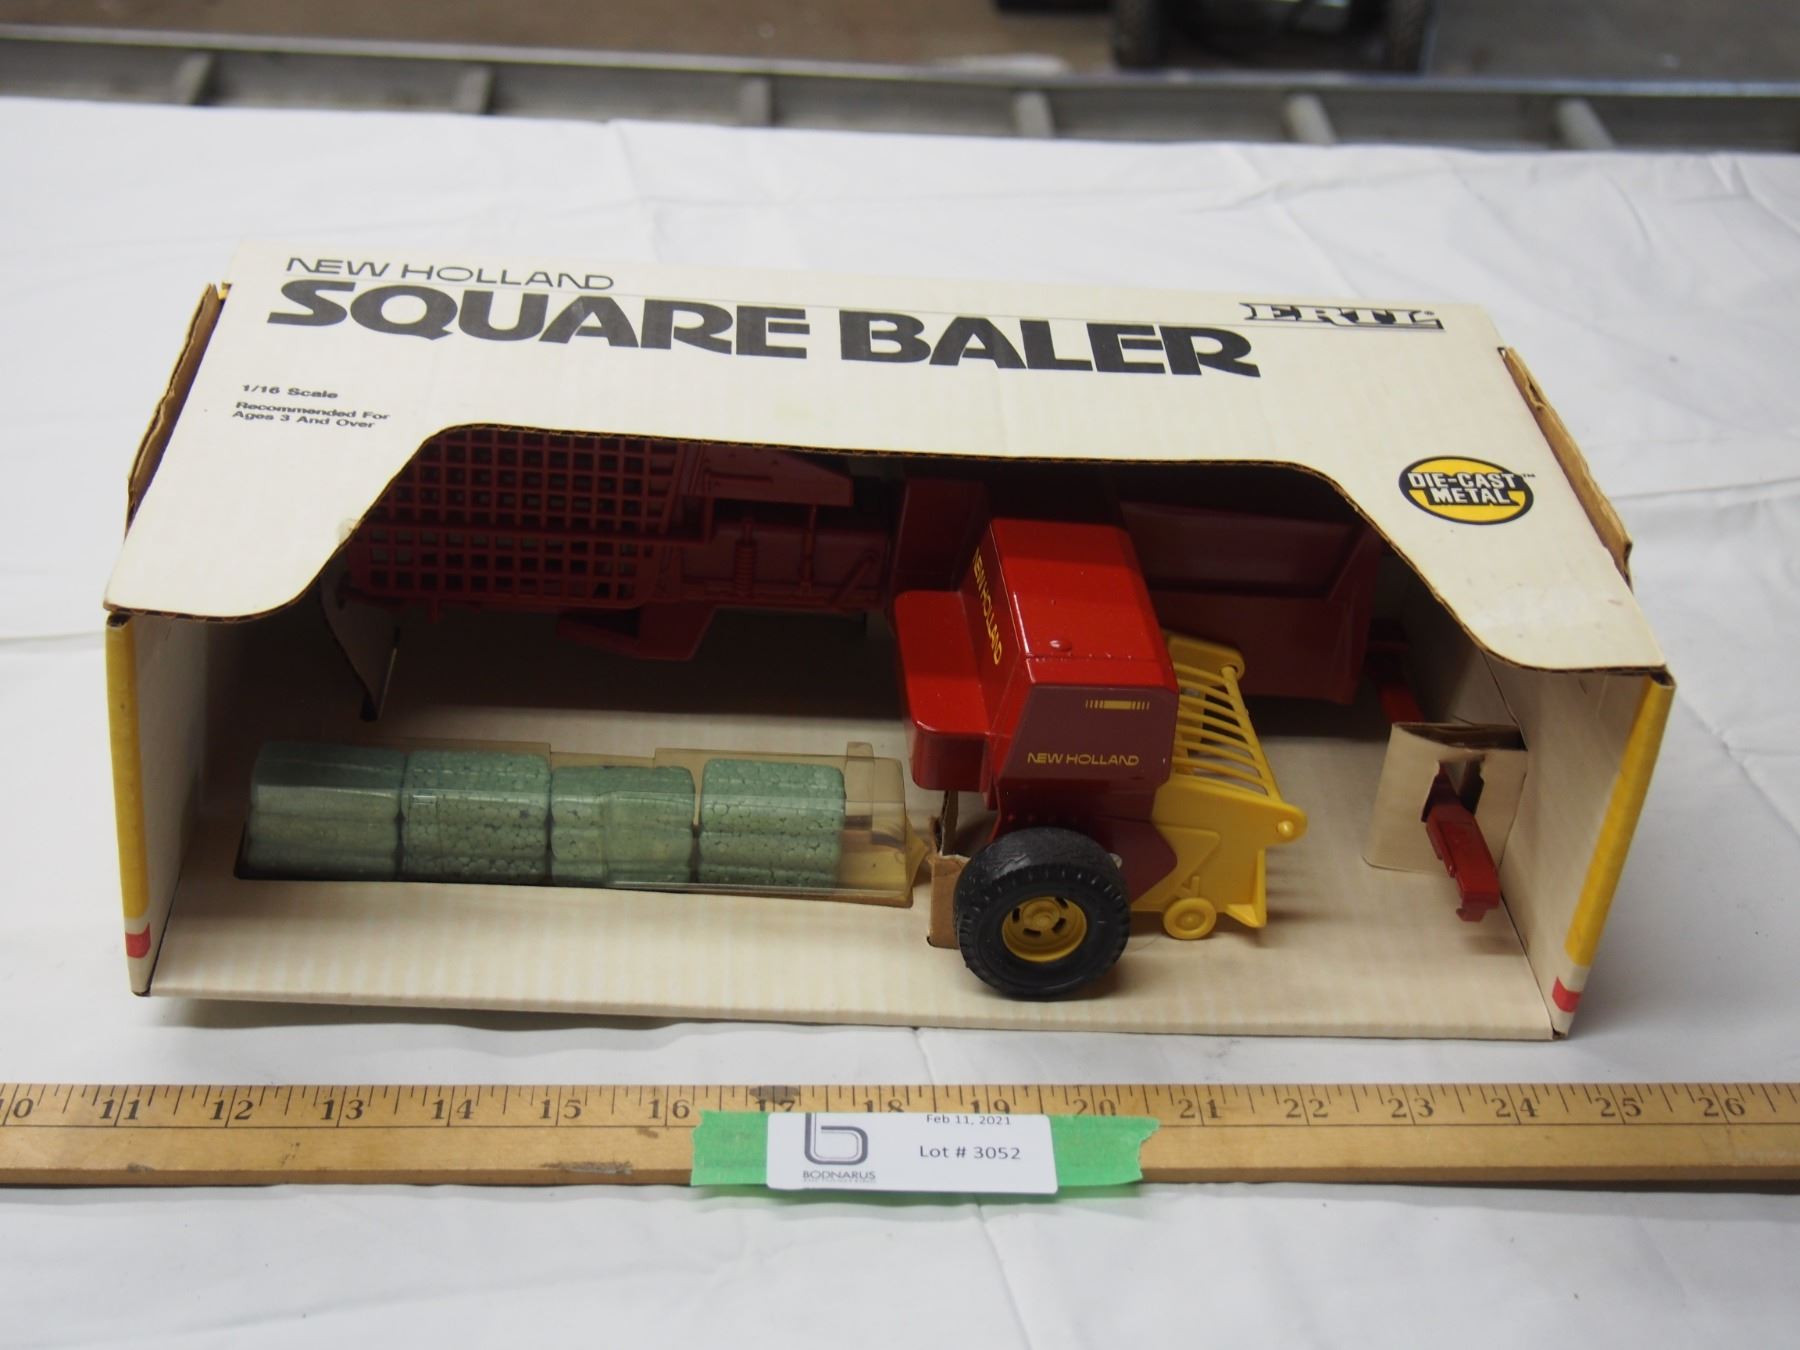 NEW HOLLAND
SQUARE BALER
ERTL®
1/16 Scale
Recommended For
Ages 3 And Over
DIE-CAST™
METAL
NEW HOLLAND
NEW HOLLAND
10 11 12 13 14 15 16 17 18 19 20 21 22 23 24 25 26
Feb 11, 2021
Lot # 3052
b
BODNARUS